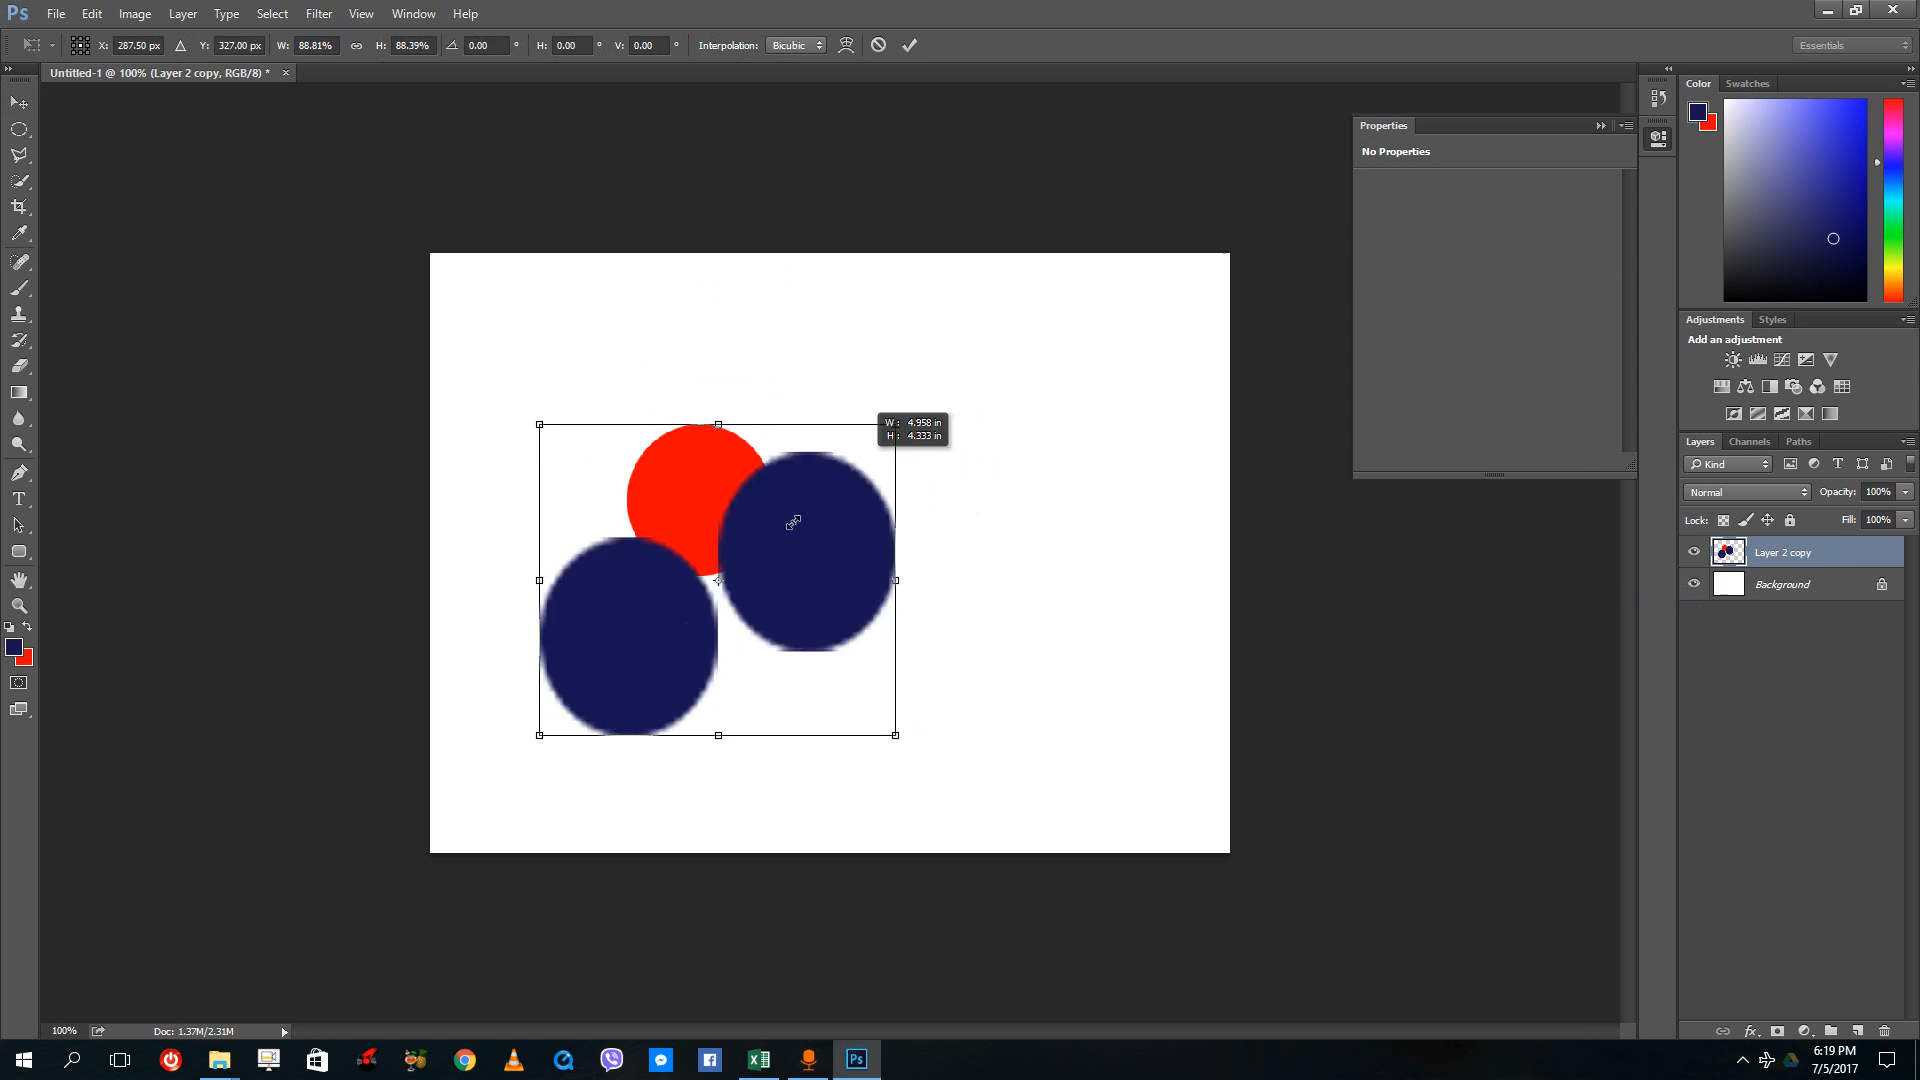 Ps File Edit Image Layer Type Select Filter View Window Help
X: 287.50 px Y: 327.00 px W: 88.81% H: 88.39% 0.00 ° H: 0.00 ° V: 0.00 ° Interpolation: Bicubic Essentials
Untitled-1 @ 100% (Layer 2 copy, RGB/8) * ×
Color Swatches
Properties
No Properties
Adjustments Styles
Add an adjustment
W : 4.958 in
H : 4.333 in
Layers Channels Paths
Kind
Normal Opacity: 100%
Lock: Fill: 100%
Layer 2 copy
Background
100% Doc: 1.37M/2.31M
6:19 PM
7/5/2017